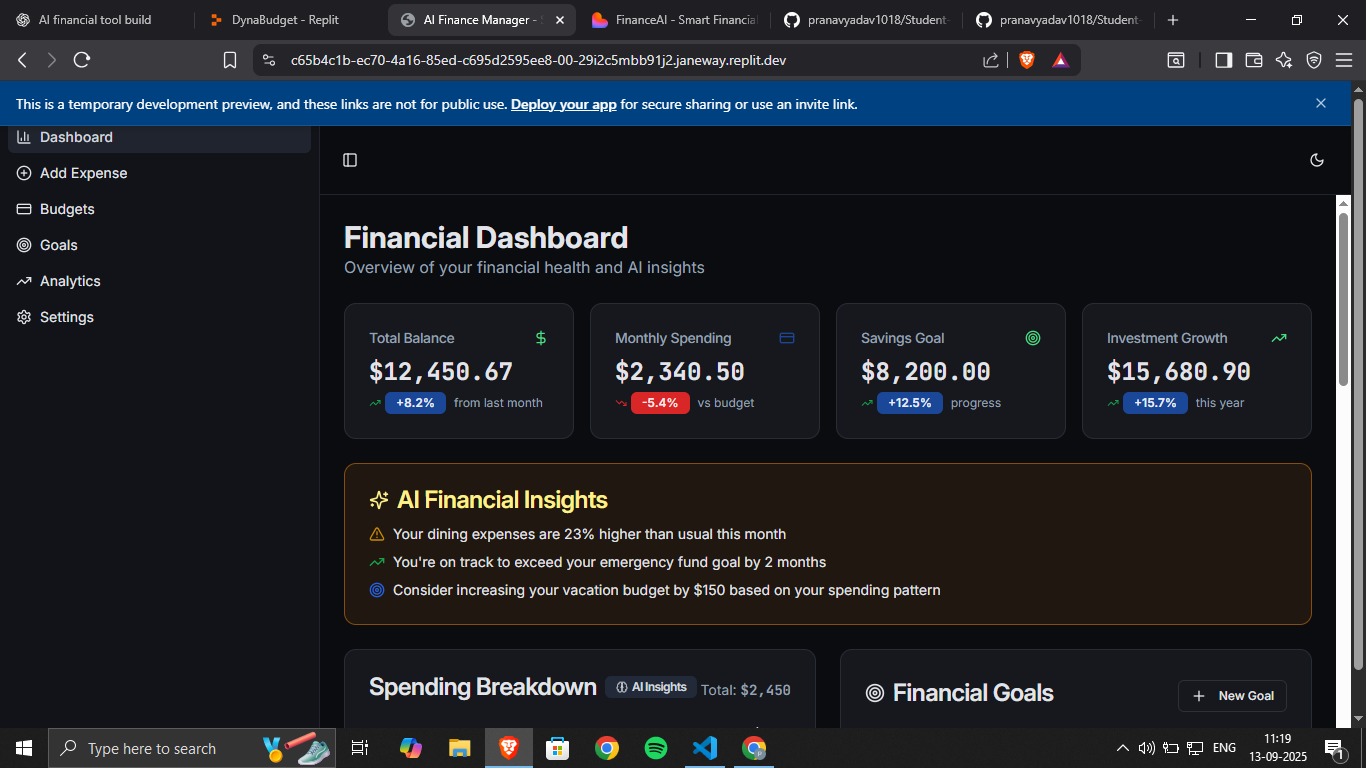 AI financial tool build
DynaBudget - Replit
AI Finance Manager - S
FinanceAI - Smart Financial
pranavyadav1018/Student-
pranavyadav1018/Student-
c65b4c1b-ec70-4a16-85ed-c695d2595ee8-00-29i2c5mbb91j2.janeway.replit.dev
This is a temporary development preview, and these links are not for public use. Deploy your app for secure sharing or use an invite link.
Dashboard
Add Expense
Budgets
Goals
Analytics
Settings
Financial Dashboard
Overview of your financial health and AI insights
Total Balance
$12,450.67
+8.2% from last month
Monthly Spending
$2,340.50
-5.4% vs budget
Savings Goal
$8,200.00
+12.5% progress
Investment Growth
$15,680.90
+15.7% this year
AI Financial Insights
Your dining expenses are 23% higher than usual this month
You're on track to exceed your emergency fund goal by 2 months
Consider increasing your vacation budget by $150 based on your spending pattern
Spending Breakdown
AI Insights
Total: $2,450
Financial Goals
New Goal
Type here to search
ENG
11:19
13-09-2025
1